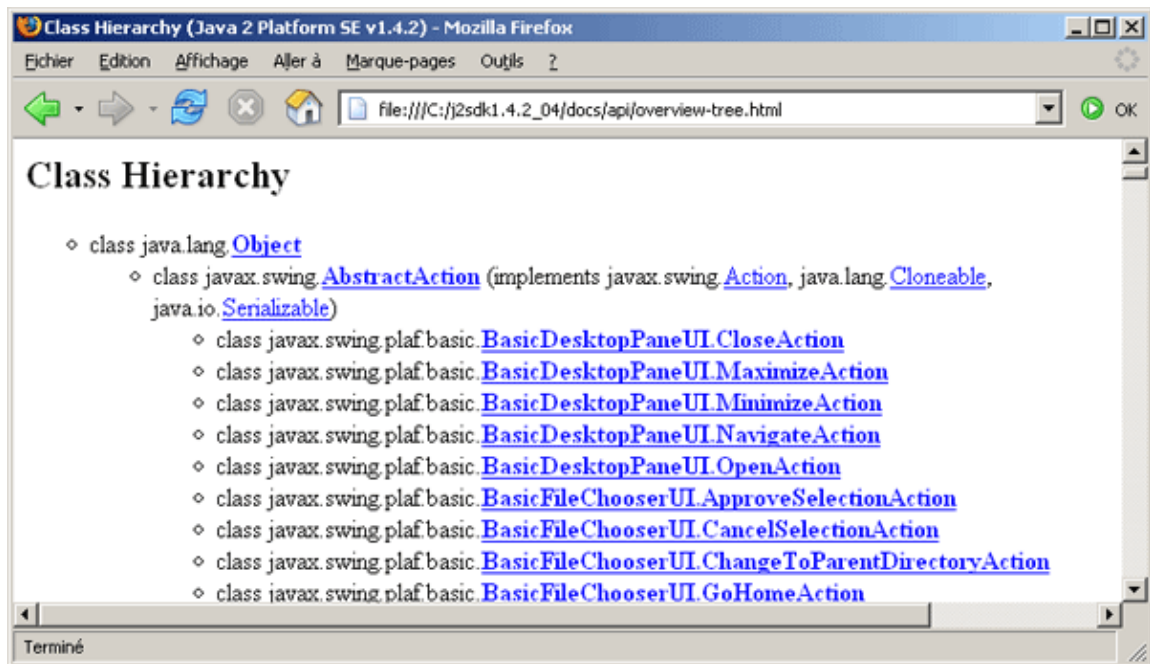 Class Hierarchy (Java 2 Platform SE v1.4.2) - Mozilla Firefox
Fichier Edition Affichage Aller à Marque-pages Outils ?
file:///C:/j2sdk1.4.2_04/docs/api/overview-tree.html OK
Class Hierarchy
class java.lang.Object
class javax.swing.AbstractAction (implements javax.swing.Action, java.lang.Cloneable,
java.io.Serializable)
class javax.swing.plaf.basic.BasicDesktopPaneUI.CloseAction
class javax.swing.plaf.basic.BasicDesktopPaneUI.MaximizeAction
class javax.swing.plaf.basic.BasicDesktopPaneUI.MinimizeAction
class javax.swing.plaf.basic.BasicDesktopPaneUI.NavigateAction
class javax.swing.plaf.basic.BasicDesktopPaneUI.OpenAction
class javax.swing.plaf.basic.BasicFileChooserUI.ApproveSelectionAction
class javax.swing.plaf.basic.BasicFileChooserUI.CancelSelectionAction
class javax.swing.plaf.basic.BasicFileChooserUI.ChangeToParentDirectoryAction
class javax.swing.plaf.basic.BasicFileChooserUI.GoHomeAction
Terminé